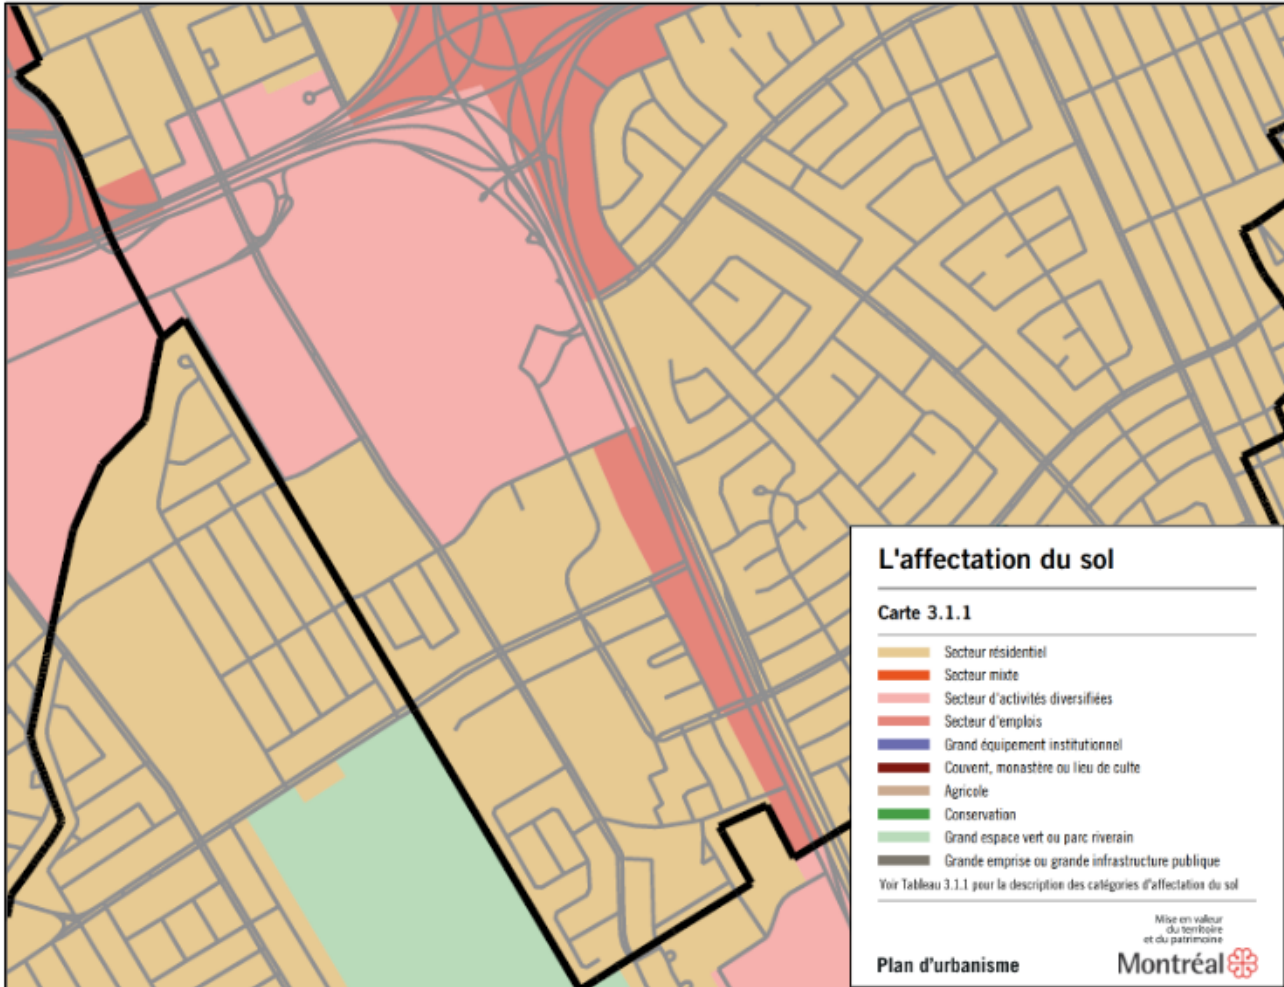 L'affectation du sol
Carte 3.1.1
Secteur résidentiel
Secteur mixte
Secteur d'activités diversifiées
Secteur d'emplois
Grand équipement institutionnel
Couvent, monastère ou lieu de culte
Agricole
Conservation
Grand espace vert ou parc riverain
Grande emprise ou grande infrastructure publique
Voir Tableau 3.1.1 pour la description des catégories d'affectation du sol
Mise en valeur
du territoire
et du patrimoine
Plan d'urbanisme
Montréal